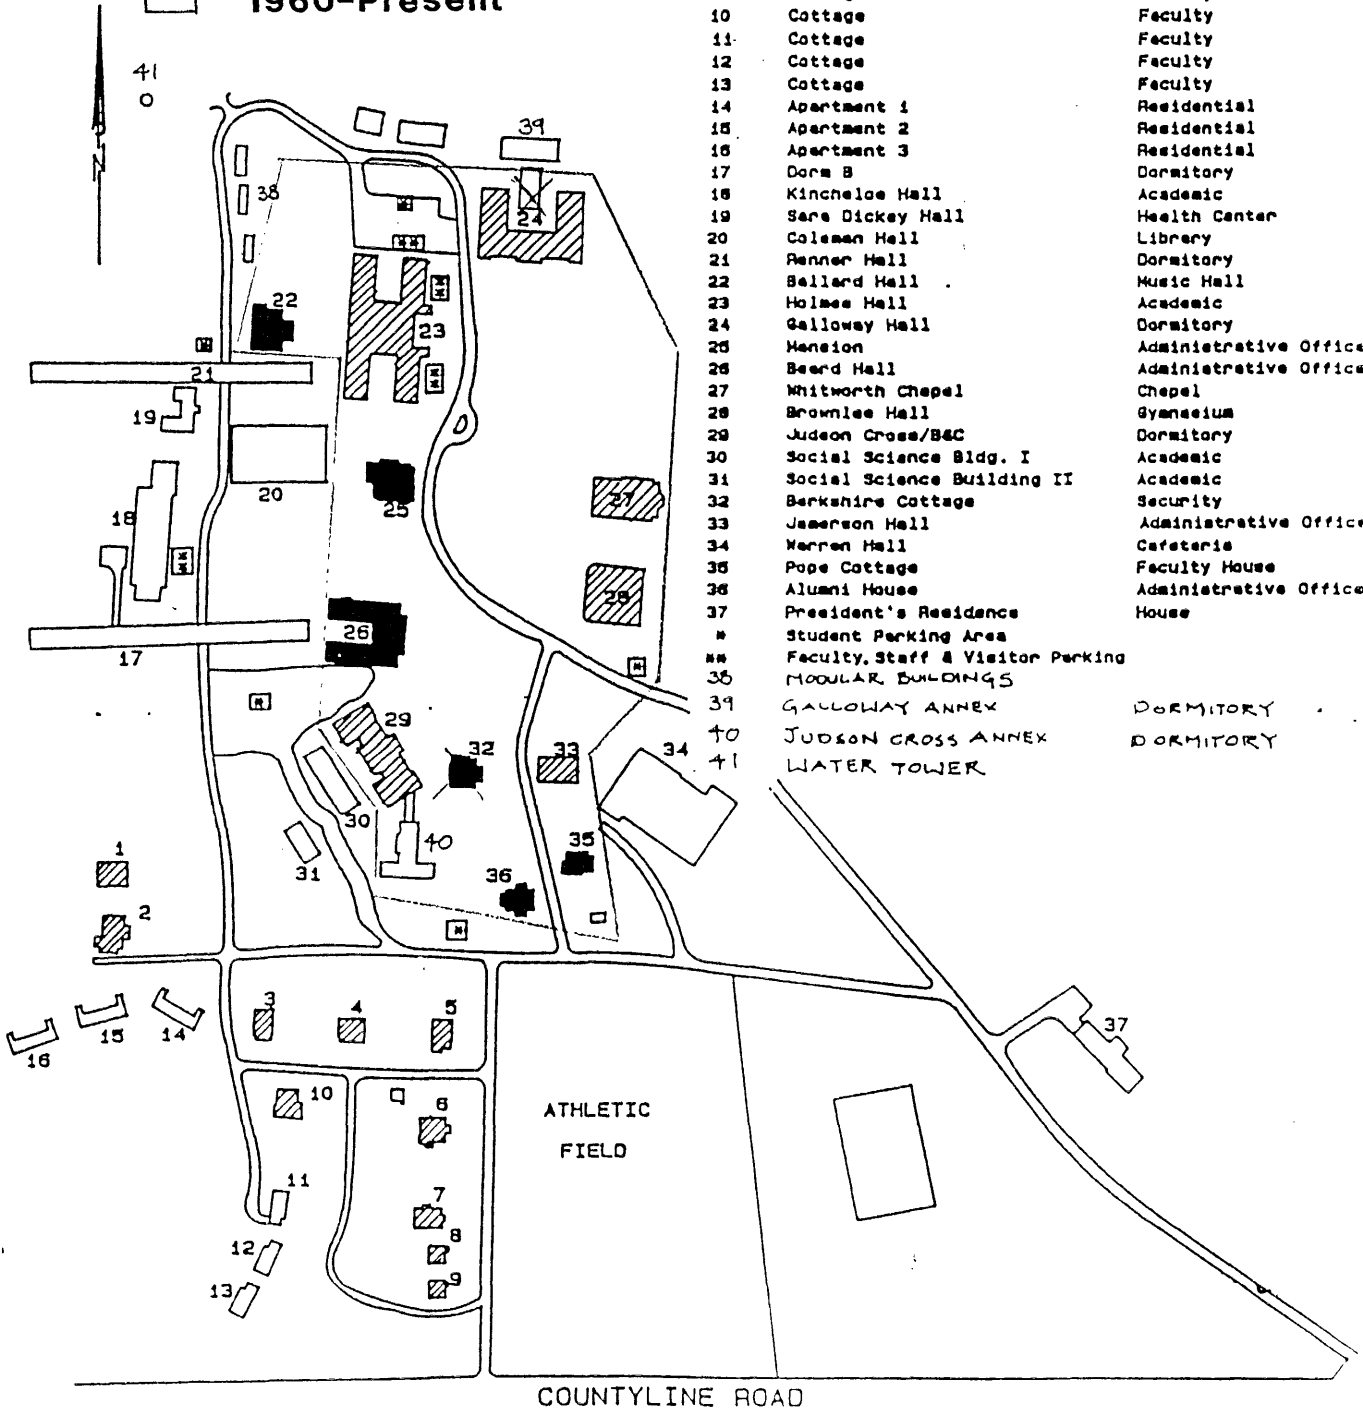 1960-Present
10 Cottage Faculty
11 Cottage Faculty
12 Cottage Faculty
13 Cottage Faculty
14 Apartment 1 Residential
15 Apartment 2 Residential
16 Apartment 3 Residential
17 Dorm B Dormitory
18 Kincheloe Hall Academic
19 Sara Dickey Hall Health Center
20 Coleman Hall Library
21 Renner Hall Dormitory
22 Ballard Hall Music Hall
23 Holmes Hall Academic
24 Galloway Hall Dormitory
25 Mansion Administrative Office
26 Beard Hall Administrative Office
27 Whitworth Chapel Chapel
28 Brownlee Hall Gymnasium
29 Judson Cross/B&C Dormitory
30 Social Science Bldg. I Academic
31 Social Science Building II Academic
32 Berkshire Cottage Security
33 Jamerson Hall Administrative Office
34 Warren Hall Cafeteria
35 Pope Cottage Faculty House
36 Alumni House Administrative Office
37 President's Residence House
* Student Parking Area
** Faculty, Staff & Visitor Parking
38 MODULAR BUILDINGS
39 GALLOWAY ANNEX DORMITORY
40 JUDSON CROSS ANNEX DORMITORY
41 WATER TOWER
41
N
39
38
24
*
**
22
23
**
*
21
**
19
20
25
27
18
**
28
26
17
*
*
29
32
33
34
30
40
35
31
1
36
2
*
3
4
5
16
15
14
37
10
6
ATHLETIC
FIELD
11
7
12
8
13
9
COUNTYLINE ROAD